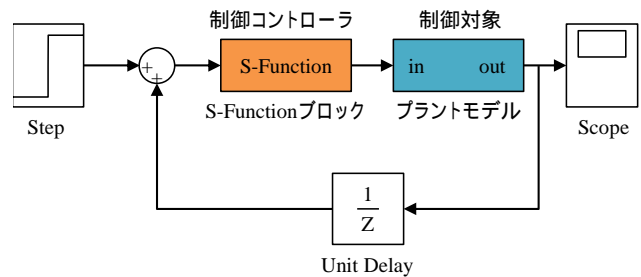 制御コントローラ
制御対象
+
+
S-Function
in out
Step
S-Functionブロック
プラントモデル
Scope
1
Z
Unit Delay